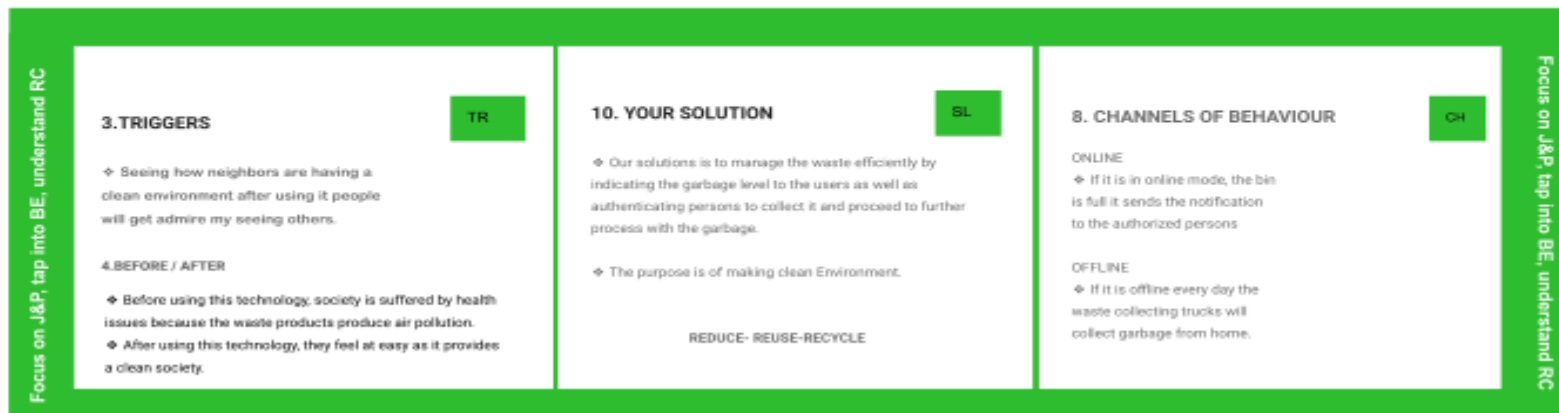 Focus on J&P, tap into BE, understand RC
3.TRIGGERS
TR
❖ Seeing how neighbors are having a
clean environment after using it people
will get admire my seeing others.
4.BEFORE / AFTER
❖ Before using this technology, society is suffered by health
issues because the waste products produce air pollution.
❖ After using this technology, they feel at easy as it provides
a clean society.
10. YOUR SOLUTION
SL
❖ Our solutions is to manage the waste efficiently by
indicating the garbage level to the users as well as
authenticating persons to collect it and proceed to further
process with the garbage.
❖ The purpose is of making clean Environment.
REDUCE- REUSE-RECYCLE
8. CHANNELS OF BEHAVIOUR
CH
ONLINE
❖ If it is in online mode, the bin
is full it sends the notification
to the authorized persons
OFFLINE
❖ If it is offline every day the
waste collecting trucks will
collect garbage from home.
Focus on J&P, tap into BE, understand RC